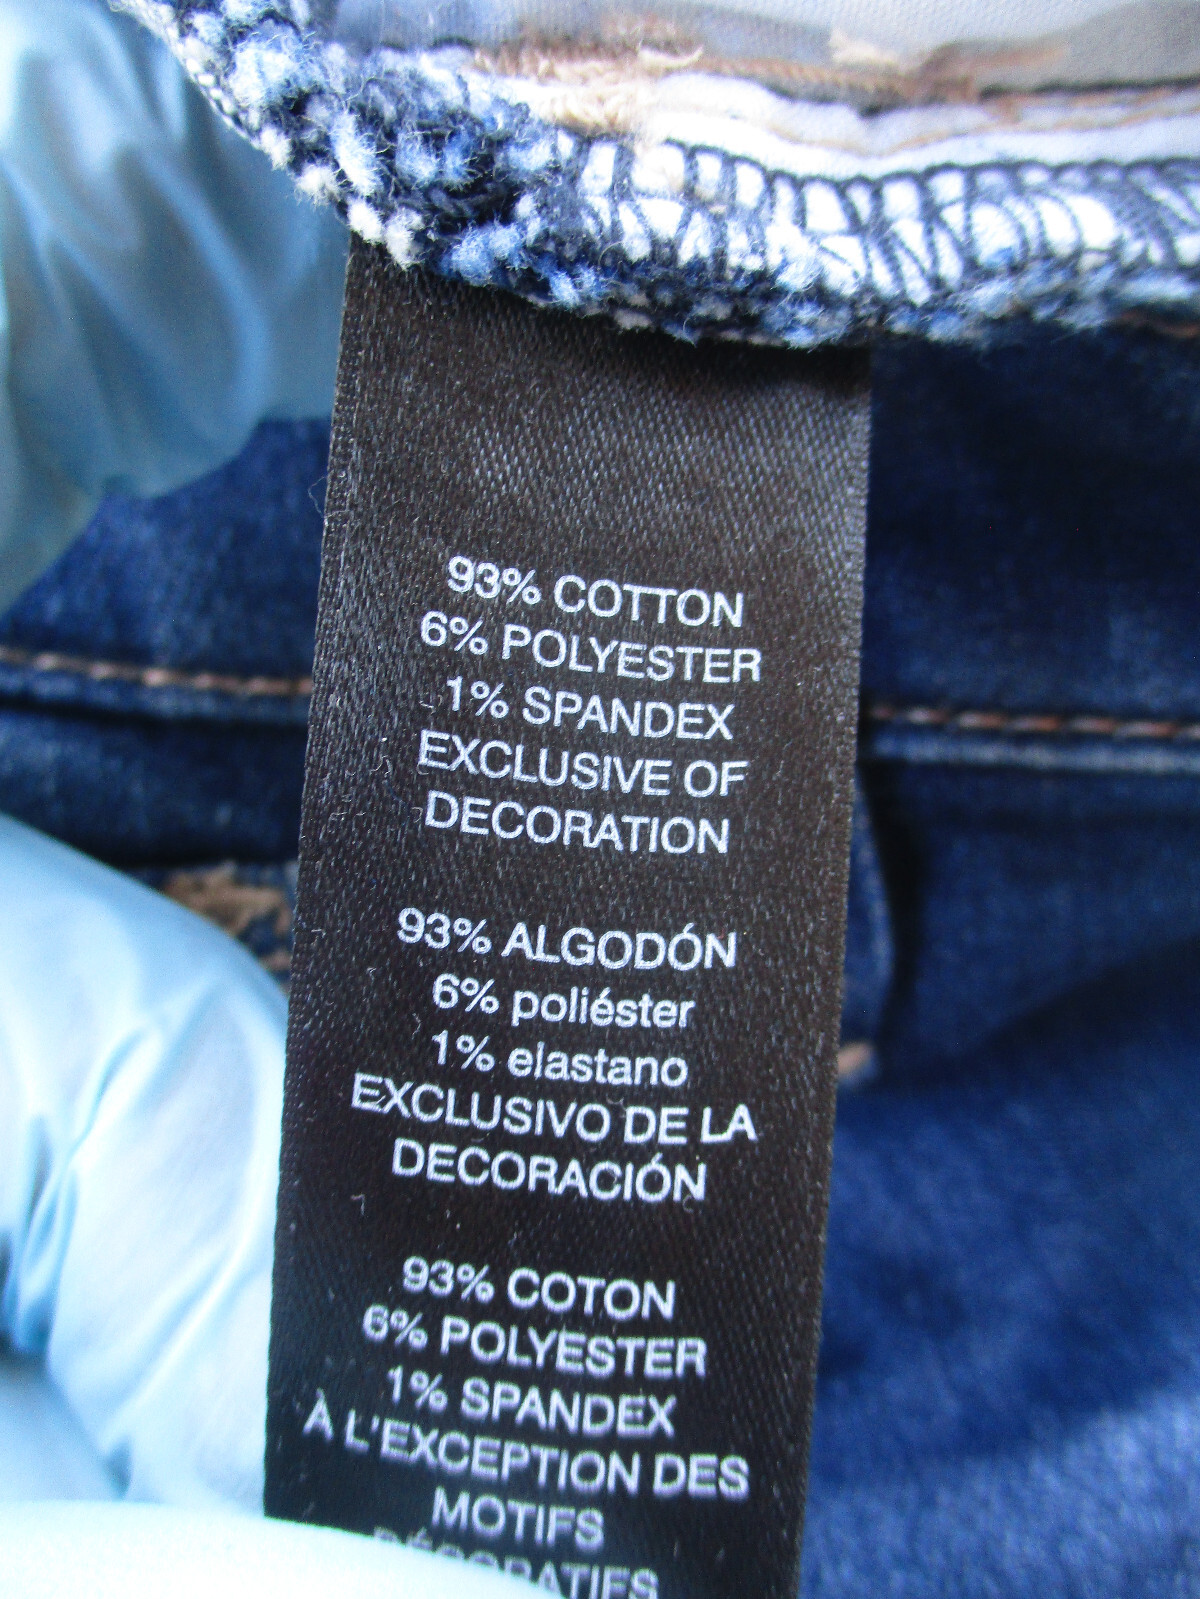 93% COTTON
6% POLYESTER
1% SPANDEX
EXCLUSIVE OF
DECORATION
93% ALGODÓN
6% poliéster
1% elastano
EXCLUSIVO DE LA
DECORACIÓN
93% COTON
6% POLYESTER
1% SPANDEX
À L'EXCEPTION DES
MOTIFS